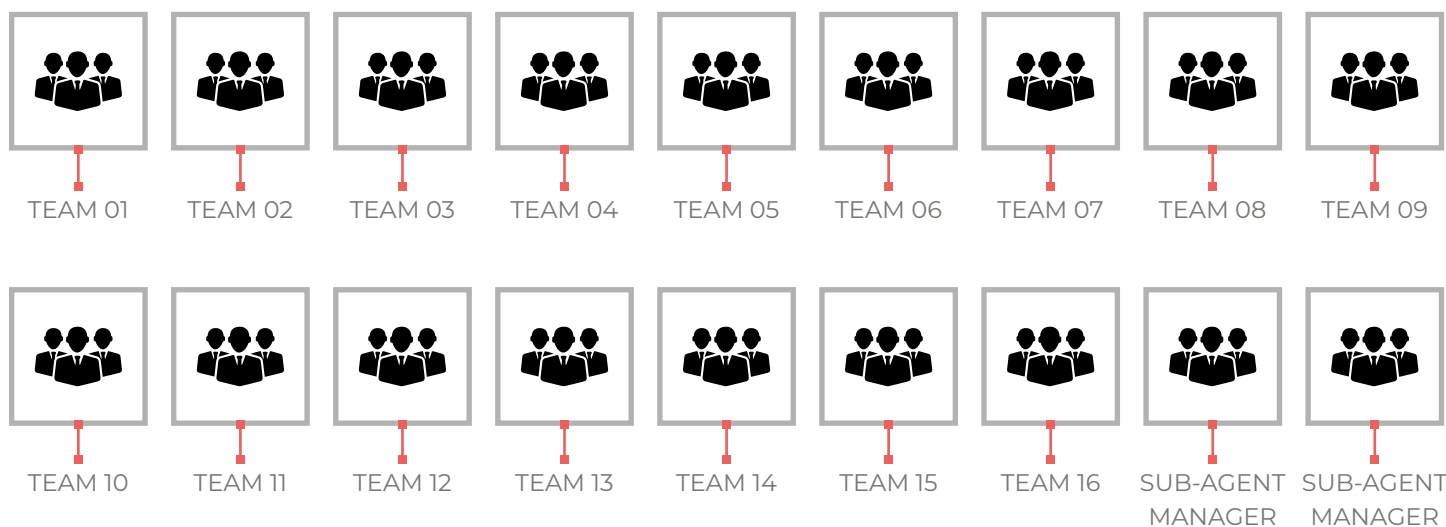 TEAM 01
TEAM 02
TEAM 03
TEAM 04
TEAM 05
TEAM 06
TEAM 07
TEAM 08
TEAM 09
TEAM 10
TEAM 11
TEAM 12
TEAM 13
TEAM 14
TEAM 15
TEAM 16
SUB-AGENT
MANAGER
SUB-AGENT
MANAGER